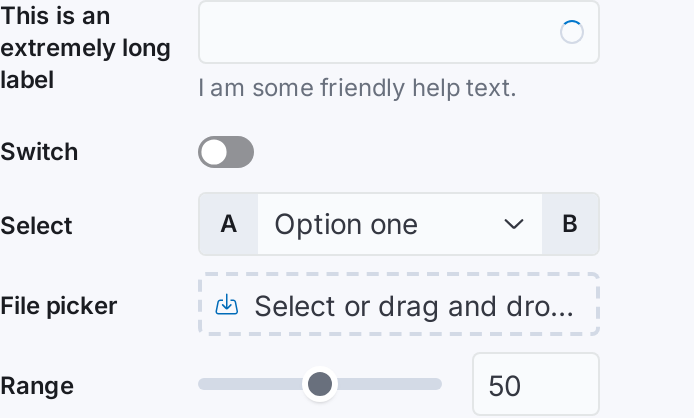 This is an
extremely long
label
I am some friendly help text.
Switch
Select
A
Option one
B
File picker
Select or drag and dro...
Range
50